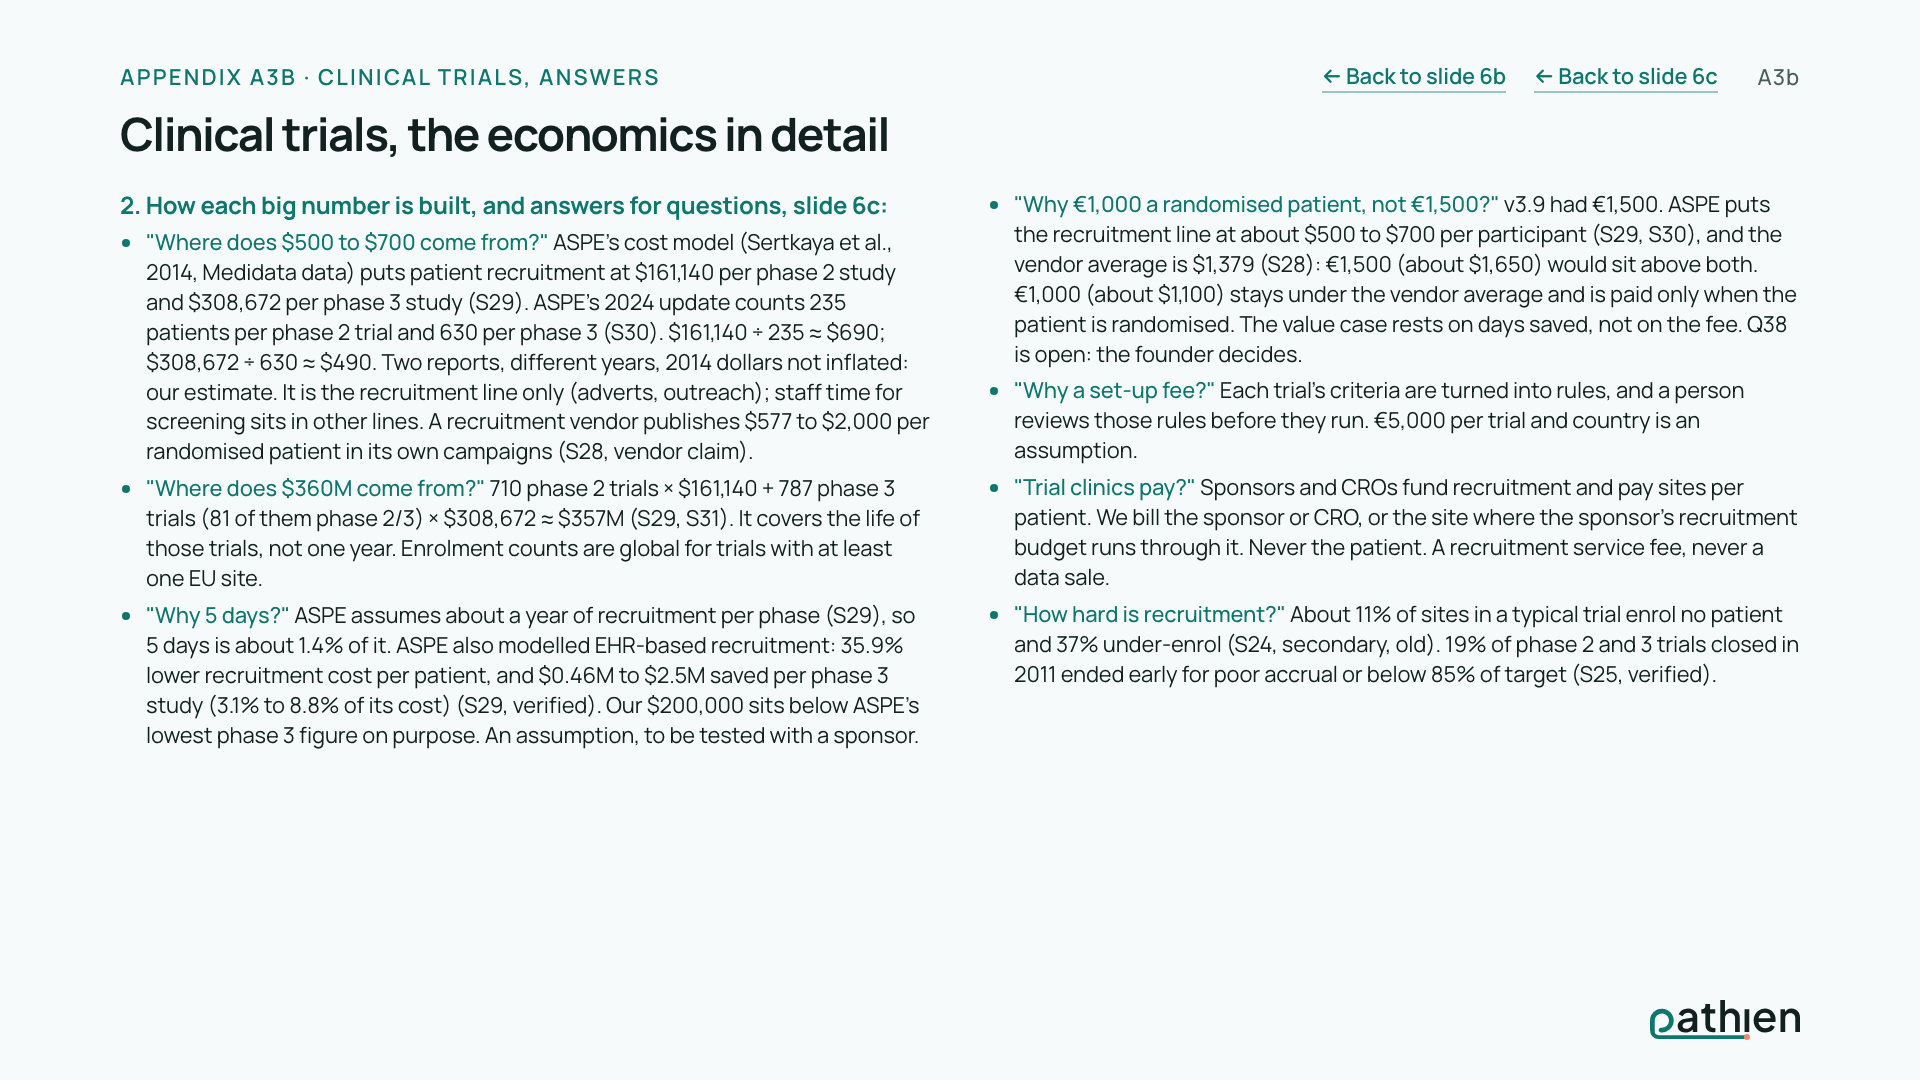 APPENDIX A3B · CLINICAL TRIALS, ANSWERS
← Back to slide 6b
← Back to slide 6c
A3b
Clinical trials, the economics in detail
2. How each big number is built, and answers for questions, slide 6c:
• "Where does $500 to $700 come from?" ASPE's cost model (Sertkaya et al.,
2014, Medidata data) puts patient recruitment at $161,140 per phase 2 study
and $308,672 per phase 3 study (S29). ASPE's 2024 update counts 235
patients per phase 2 trial and 630 per phase 3 (S30). $161,140 ÷ 235 ≈ $690;
$308,672 ÷ 630 ≈ $490. Two reports, different years, 2014 dollars not inflated:
our estimate. It is the recruitment line only (adverts, outreach); staff time for
screening sits in other lines. A recruitment vendor publishes $577 to $2,000 per
randomised patient in its own campaigns (S28, vendor claim).
• "Where does $360M come from?" 710 phase 2 trials × $161,140 + 787 phase 3
trials (81 of them phase 2/3) × $308,672 ≈ $357M (S29, S31). It covers the life of
those trials, not one year. Enrolment counts are global for trials with at least
one EU site.
• "Why 5 days?" ASPE assumes about a year of recruitment per phase (S29), so
5 days is about 1.4% of it. ASPE also modelled EHR-based recruitment: 35.9%
lower recruitment cost per patient, and $0.46M to $2.5M saved per phase 3
study (3.1% to 8.8% of its cost) (S29, verified). Our $200,000 sits below ASPE's
lowest phase 3 figure on purpose. An assumption, to be tested with a sponsor.
• "Why €1,000 a randomised patient, not €1,500?" v3.9 had €1,500. ASPE puts
the recruitment line at about $500 to $700 per participant (S29, S30), and the
vendor average is $1,379 (S28): €1,500 (about $1,650) would sit above both.
€1,000 (about $1,100) stays under the vendor average and is paid only when the
patient is randomised. The value case rests on days saved, not on the fee. Q38
is open: the founder decides.
• "Why a set-up fee?" Each trial's criteria are turned into rules, and a person
reviews those rules before they run. €5,000 per trial and country is an
assumption.
• "Trial clinics pay?" Sponsors and CROs fund recruitment and pay sites per
patient. We bill the sponsor or CRO, or the site where the sponsor's recruitment
budget runs through it. Never the patient. A recruitment service fee, never a
data sale.
• "How hard is recruitment?" About 11% of sites in a typical trial enrol no patient
and 37% under-enrol (S24, secondary, old). 19% of phase 2 and 3 trials closed in
2011 ended early for poor accrual or below 85% of target (S25, verified).
pathien